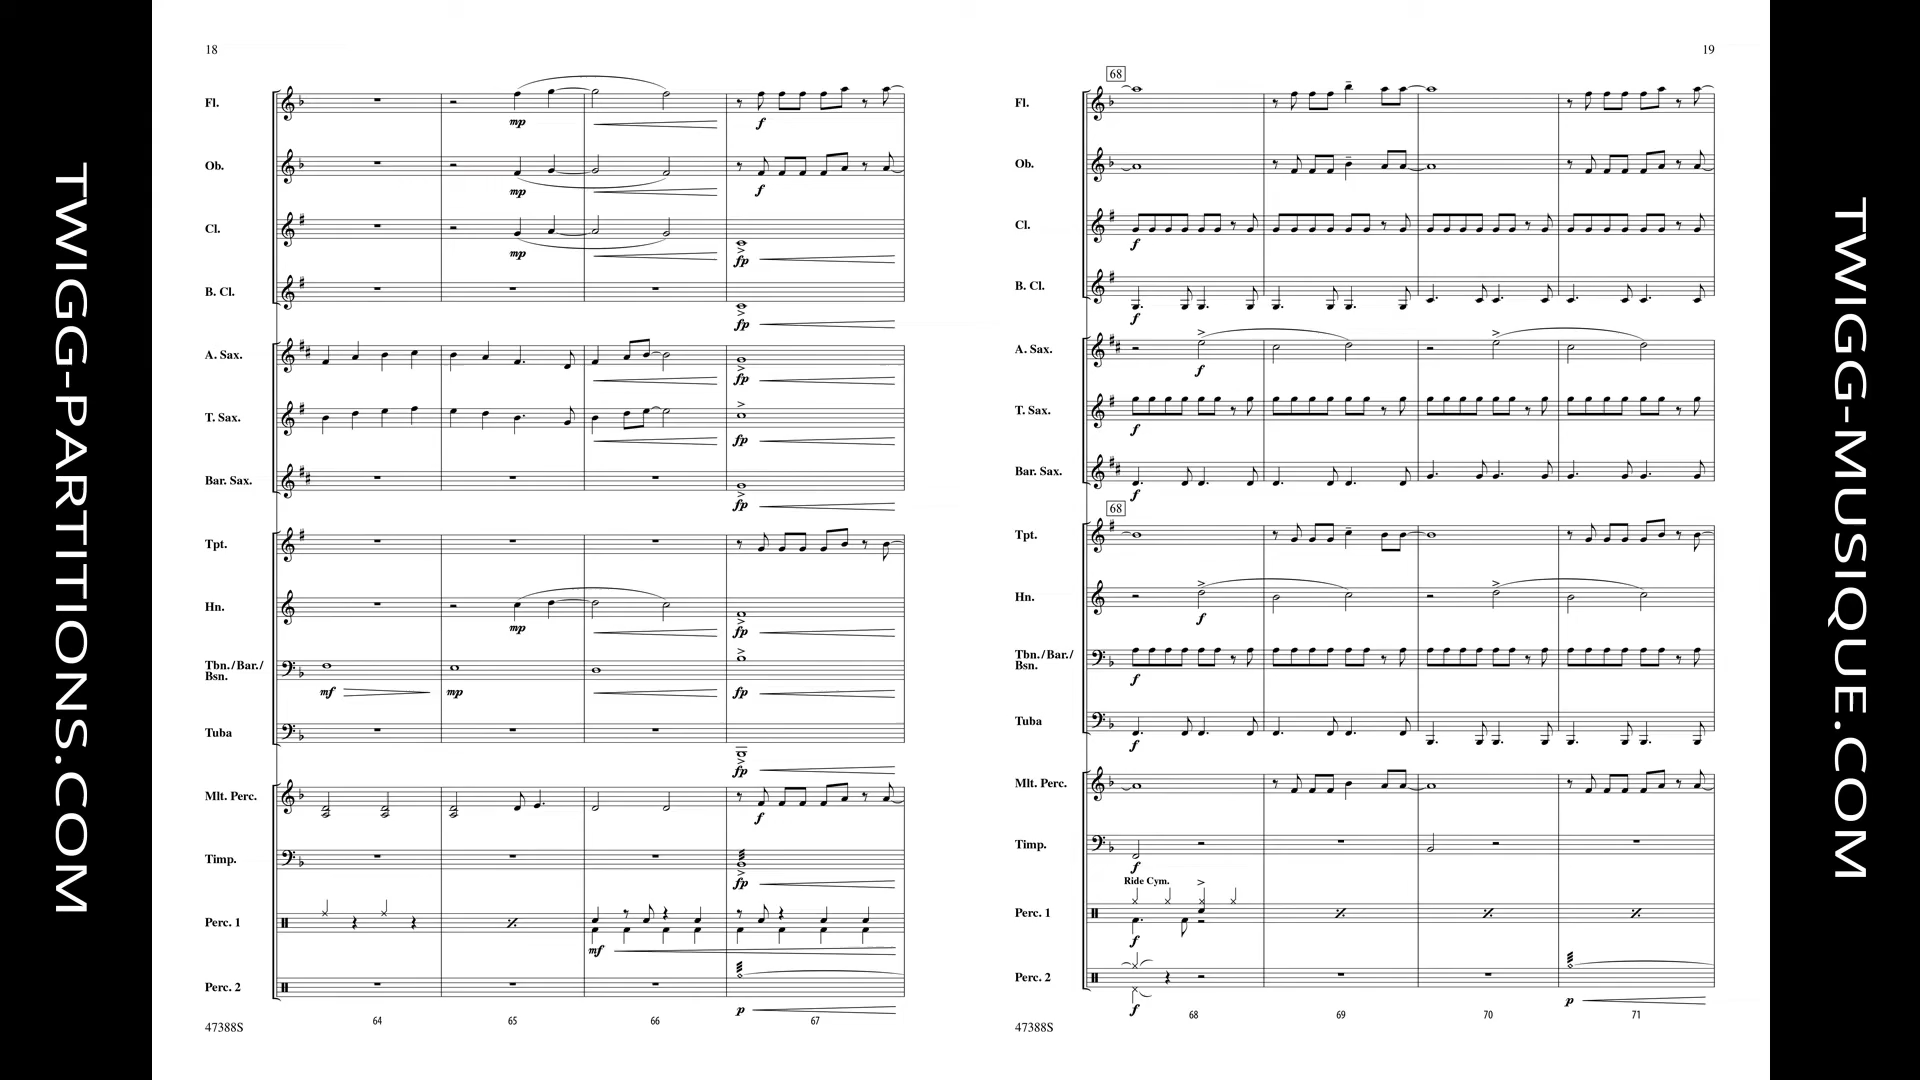 TWIGG-PARTITIONS.COM
18
Fl.
mp
f
Ob.
mp
f
Cl.
mp
fp
B. Cl.
fp
A. Sax.
fp
T. Sax.
fp
Bar. Sax.
fp
Tpt.
Hn.
mp
fp
Tbn./Bar./
Bsn.
mf
mp
fp
Tuba
fp
Mlt. Perc.
f
Timp.
fp
Perc. 1
mf
Perc. 2
p
47388S
64
65
66
67
19
68
Fl.
Ob.
Cl.
f
B. Cl.
f
A. Sax.
f
T. Sax.
f
Bar. Sax.
f
68
Tpt.
Hn.
f
Tbn./Bar./
Bsn.
f
Tuba
f
Mlt. Perc.
Timp.
f
Ride Cym.
Perc. 1
f
Perc. 2
f
p
47388S
68
69
70
71
TWIGG-MUSIQUE.COM